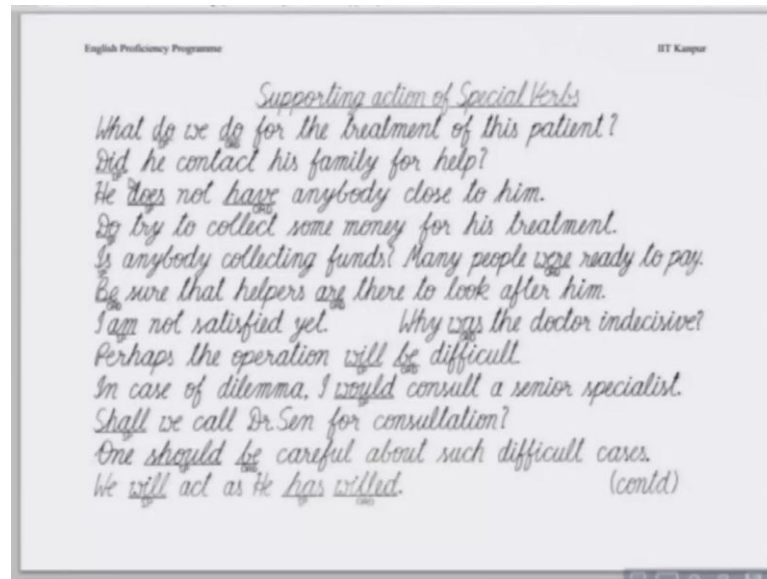 English Proficiency Programme IIT Kanpur
Supporting action of Special Verbs
What do we do for the treatment of this patient?
Did he contact his family for help?
He does not have anybody close to him.
Do try to collect some money for his treatment.
Is anybody collecting funds? Many people were ready to pay.
Be sure that helpers are there to look after him.
I am not satisfied yet. Why was the doctor indecisive?
Perhaps the operation will be difficult.
In case of dilemma, I would consult a senior specialist.
Shall we call Dr. Sen for consultation?
One should be careful about such difficult cases.
We will act as He has willed. (contd)